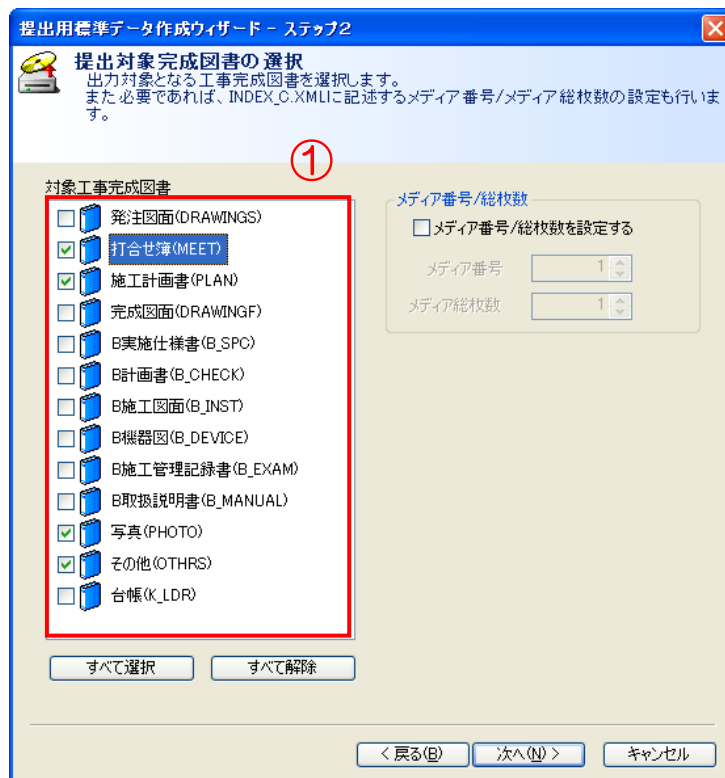 提出用標準データ作成ウィザード - ステップ2
提出対象完成図書の選択
出力対象となる工事完成図書を選択します。
また必要であれば、INDEX_C.XMLに記述するメディア番号/メディア総枚数の設定も行いま
す。
①
対象工事完成図書
発注図面(DRAWINGS)
打合せ簿(MEET)
施工計画書(PLAN)
完成図面(DRAWINGF)
B実施仕様書(B_SPC)
B計画書(B_CHECK)
B施工図面(B_INST)
B機器図(B_DEVICE)
B施工管理記録書(B_EXAM)
B取扱説明書(B_MANUAL)
写真(PHOTO)
その他(OTHRS)
台帳(K_LDR)
すべて選択
すべて解除
メディア番号/総枚数
メディア番号/総枚数を設定する
メディア番号 1
メディア総枚数 1
< 戻る(B)
次へ(N) >
キャンセル